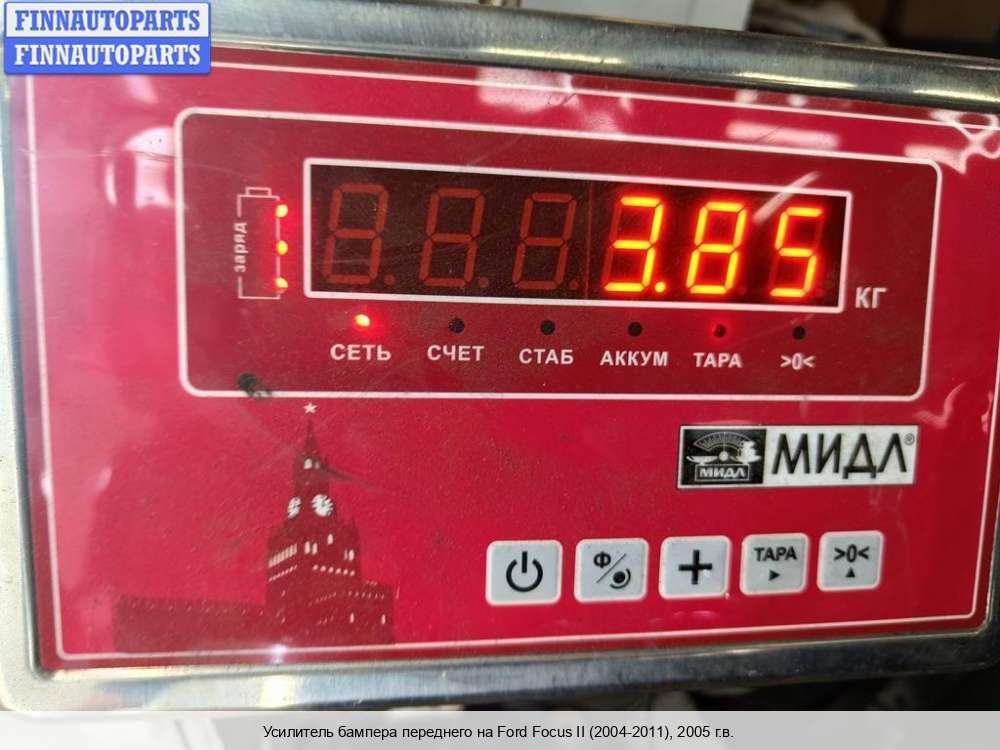 FINNAUTOPARTS
FINNAUTOPARTS
заряд
3.85
КГ
СЕТЬ СЧЕТ СТАБ АККУМ ТАРА >0<
МИДЛ МИДЛ®
Ф ТАРА >0<
Усилитель бампера переднего на Ford Focus II (2004-2011), 2005 г.в.